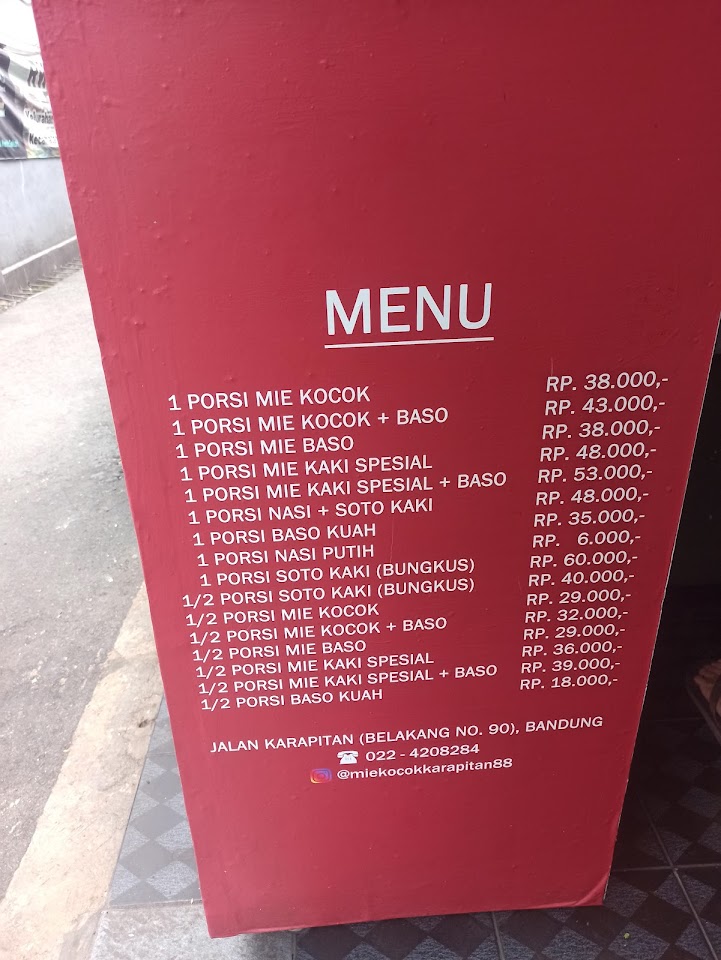 MENU
1 PORSI MIE KOCOK RP. 38.000,-
1 PORSI MIE KOCOK + BASO RP. 43.000,-
1 PORSI MIE BASO RP. 38.000,-
1 PORSI MIE KAKI SPESIAL RP. 48.000,-
1 PORSI MIE KAKI SPESIAL + BASO RP. 53.000,-
1 PORSI NASI + SOTO KAKI RP. 48.000,-
1 PORSI BASO KUAH RP. 35.000,-
1 PORSI NASI PUTIH RP. 6.000,-
1 PORSI SOTO KAKI (BUNGKUS) RP. 60.000,-
1/2 PORSI SOTO KAKI (BUNGKUS) RP. 40.000,-
1/2 PORSI MIE KOCOK RP. 29.000,-
1/2 PORSI MIE KOCOK + BASO RP. 32.000,-
1/2 PORSI MIE BASO RP. 29.000,-
1/2 PORSI MIE KAKI SPESIAL RP. 36.000,-
1/2 PORSI MIE KAKI SPESIAL + BASO RP. 39.000,-
1/2 PORSI BASO KUAH RP. 18.000,-
JALAN KARAPITAN (BELAKANG NO. 90), BANDUNG
022 - 4208284
@miekocokkarapitan88